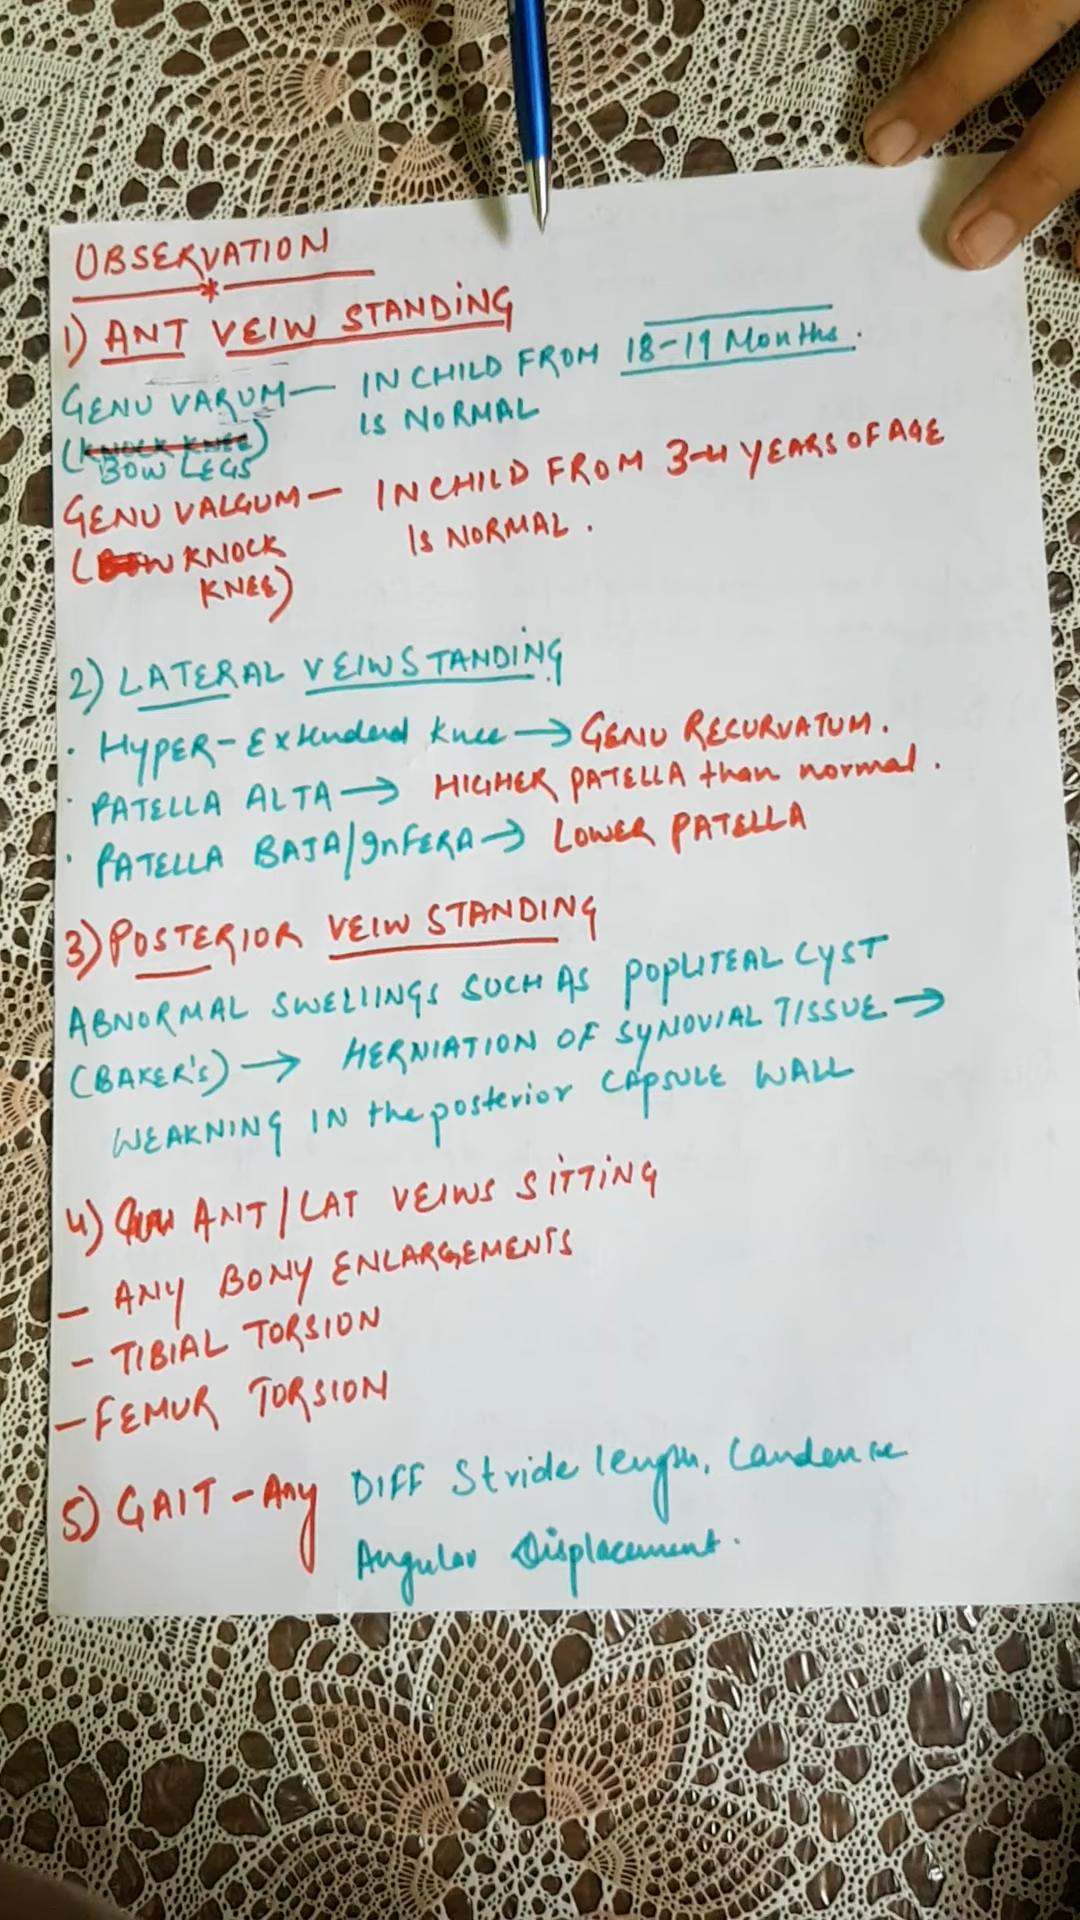 OBSERVATION
1) ANT VEIW STANDING
GENU VARUM — IN CHILD FROM 18-19 Months.
IS NORMAL
(KNOCK KNEE)
BOW LEGS
GENU VALGUM — IN CHILD FROM 3-4 YEARS OF AGE
IS NORMAL.
(BOW KNOCK
KNEE)
2) LATERAL VEIW STANDING
· HYPER-Extended Knee → GENU RECURVATUM.
· PATELLA ALTA → HIGHER PATELLA than normal.
· PATELLA BAJA/InFERA → LOWER PATELLA
3) POSTERIOR VEIW STANDING
ABNORMAL SWELLINGS SUCH AS POPLITEAL CYST
(BAKER'S) → HERNIATION OF SYNOVIAL TISSUE →
WEAKNING IN the posterior CAPSULE WALL
4) ANT/LAT VEIWS SITTING
- ANY BONY ENLARGEMENTS
- TIBIAL TORSION
- FEMUR TORSION
5) GAIT - Any DIFF Stride length,
Angular Displacement.